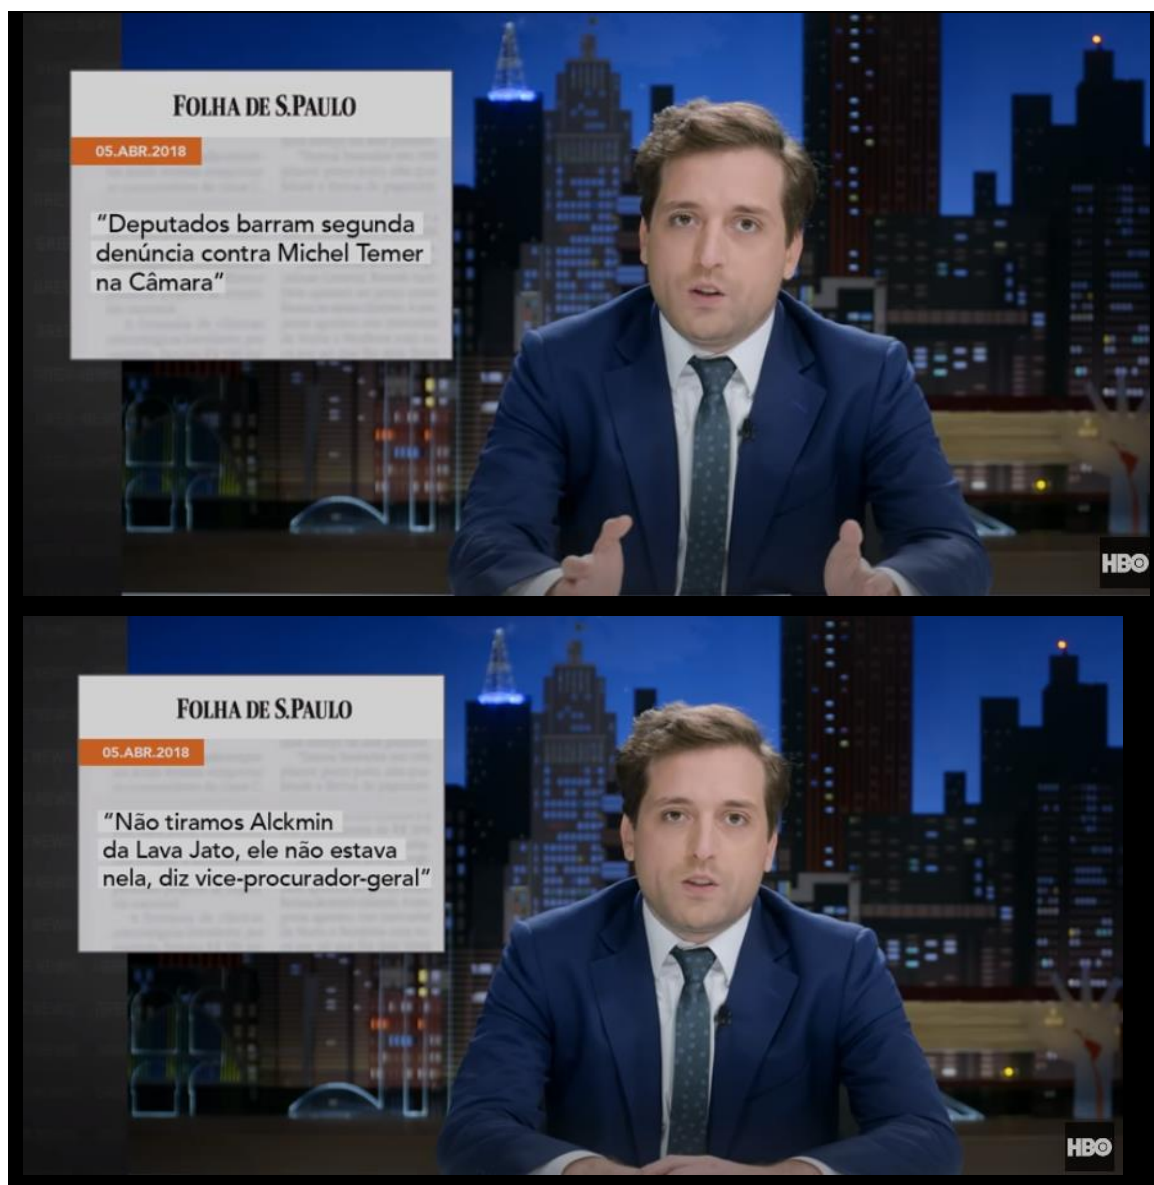 FOLHA DE S.PAULO
05.ABR.2018
“Deputados barram segunda
denúncia contra Michel Temer
na Câmara”
HBO
FOLHA DE S.PAULO
05.ABR.2018
“Não tiramos Alckmin
da Lava Jato, ele não estava
nela, diz vice-procurador-geral”
HBO